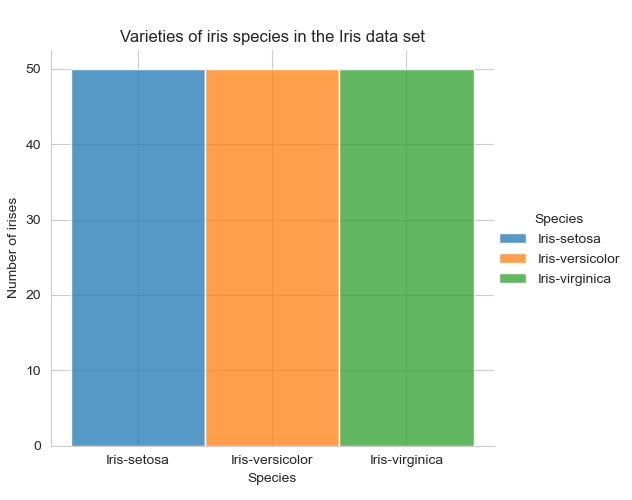 Varieties of iris species in the Iris data set
50
40
30
20
10
0
Number of irises
Iris-setosa
Iris-versicolor
Iris-virginica
Species
Species
Iris-setosa
Iris-versicolor
Iris-virginica